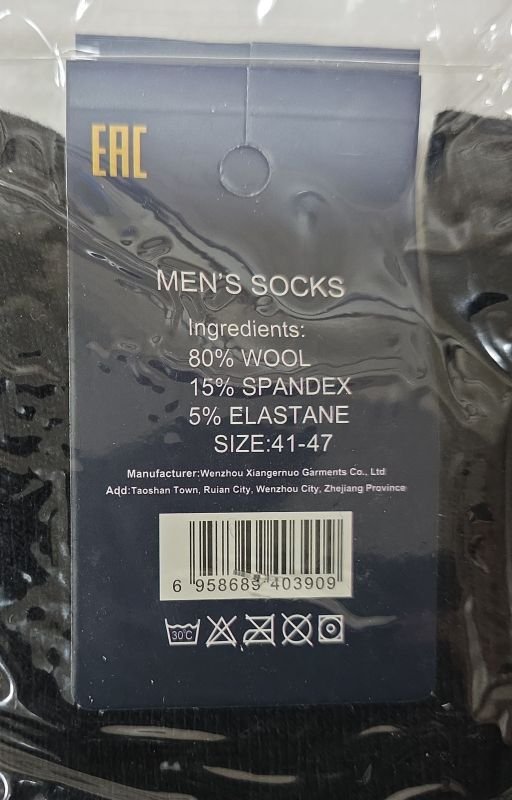 EAC
MEN'S SOCKS
Ingredients:
80% WOOL
15% SPANDEX
5% ELASTANE
SIZE:41-47
Manufacturer:Wenzhou Xiangernuo Garments Co., Ltd
Add:Taoshan Town, Ruian City, Wenzhou City, Zhejiang Province
6 958689 403909
30°C